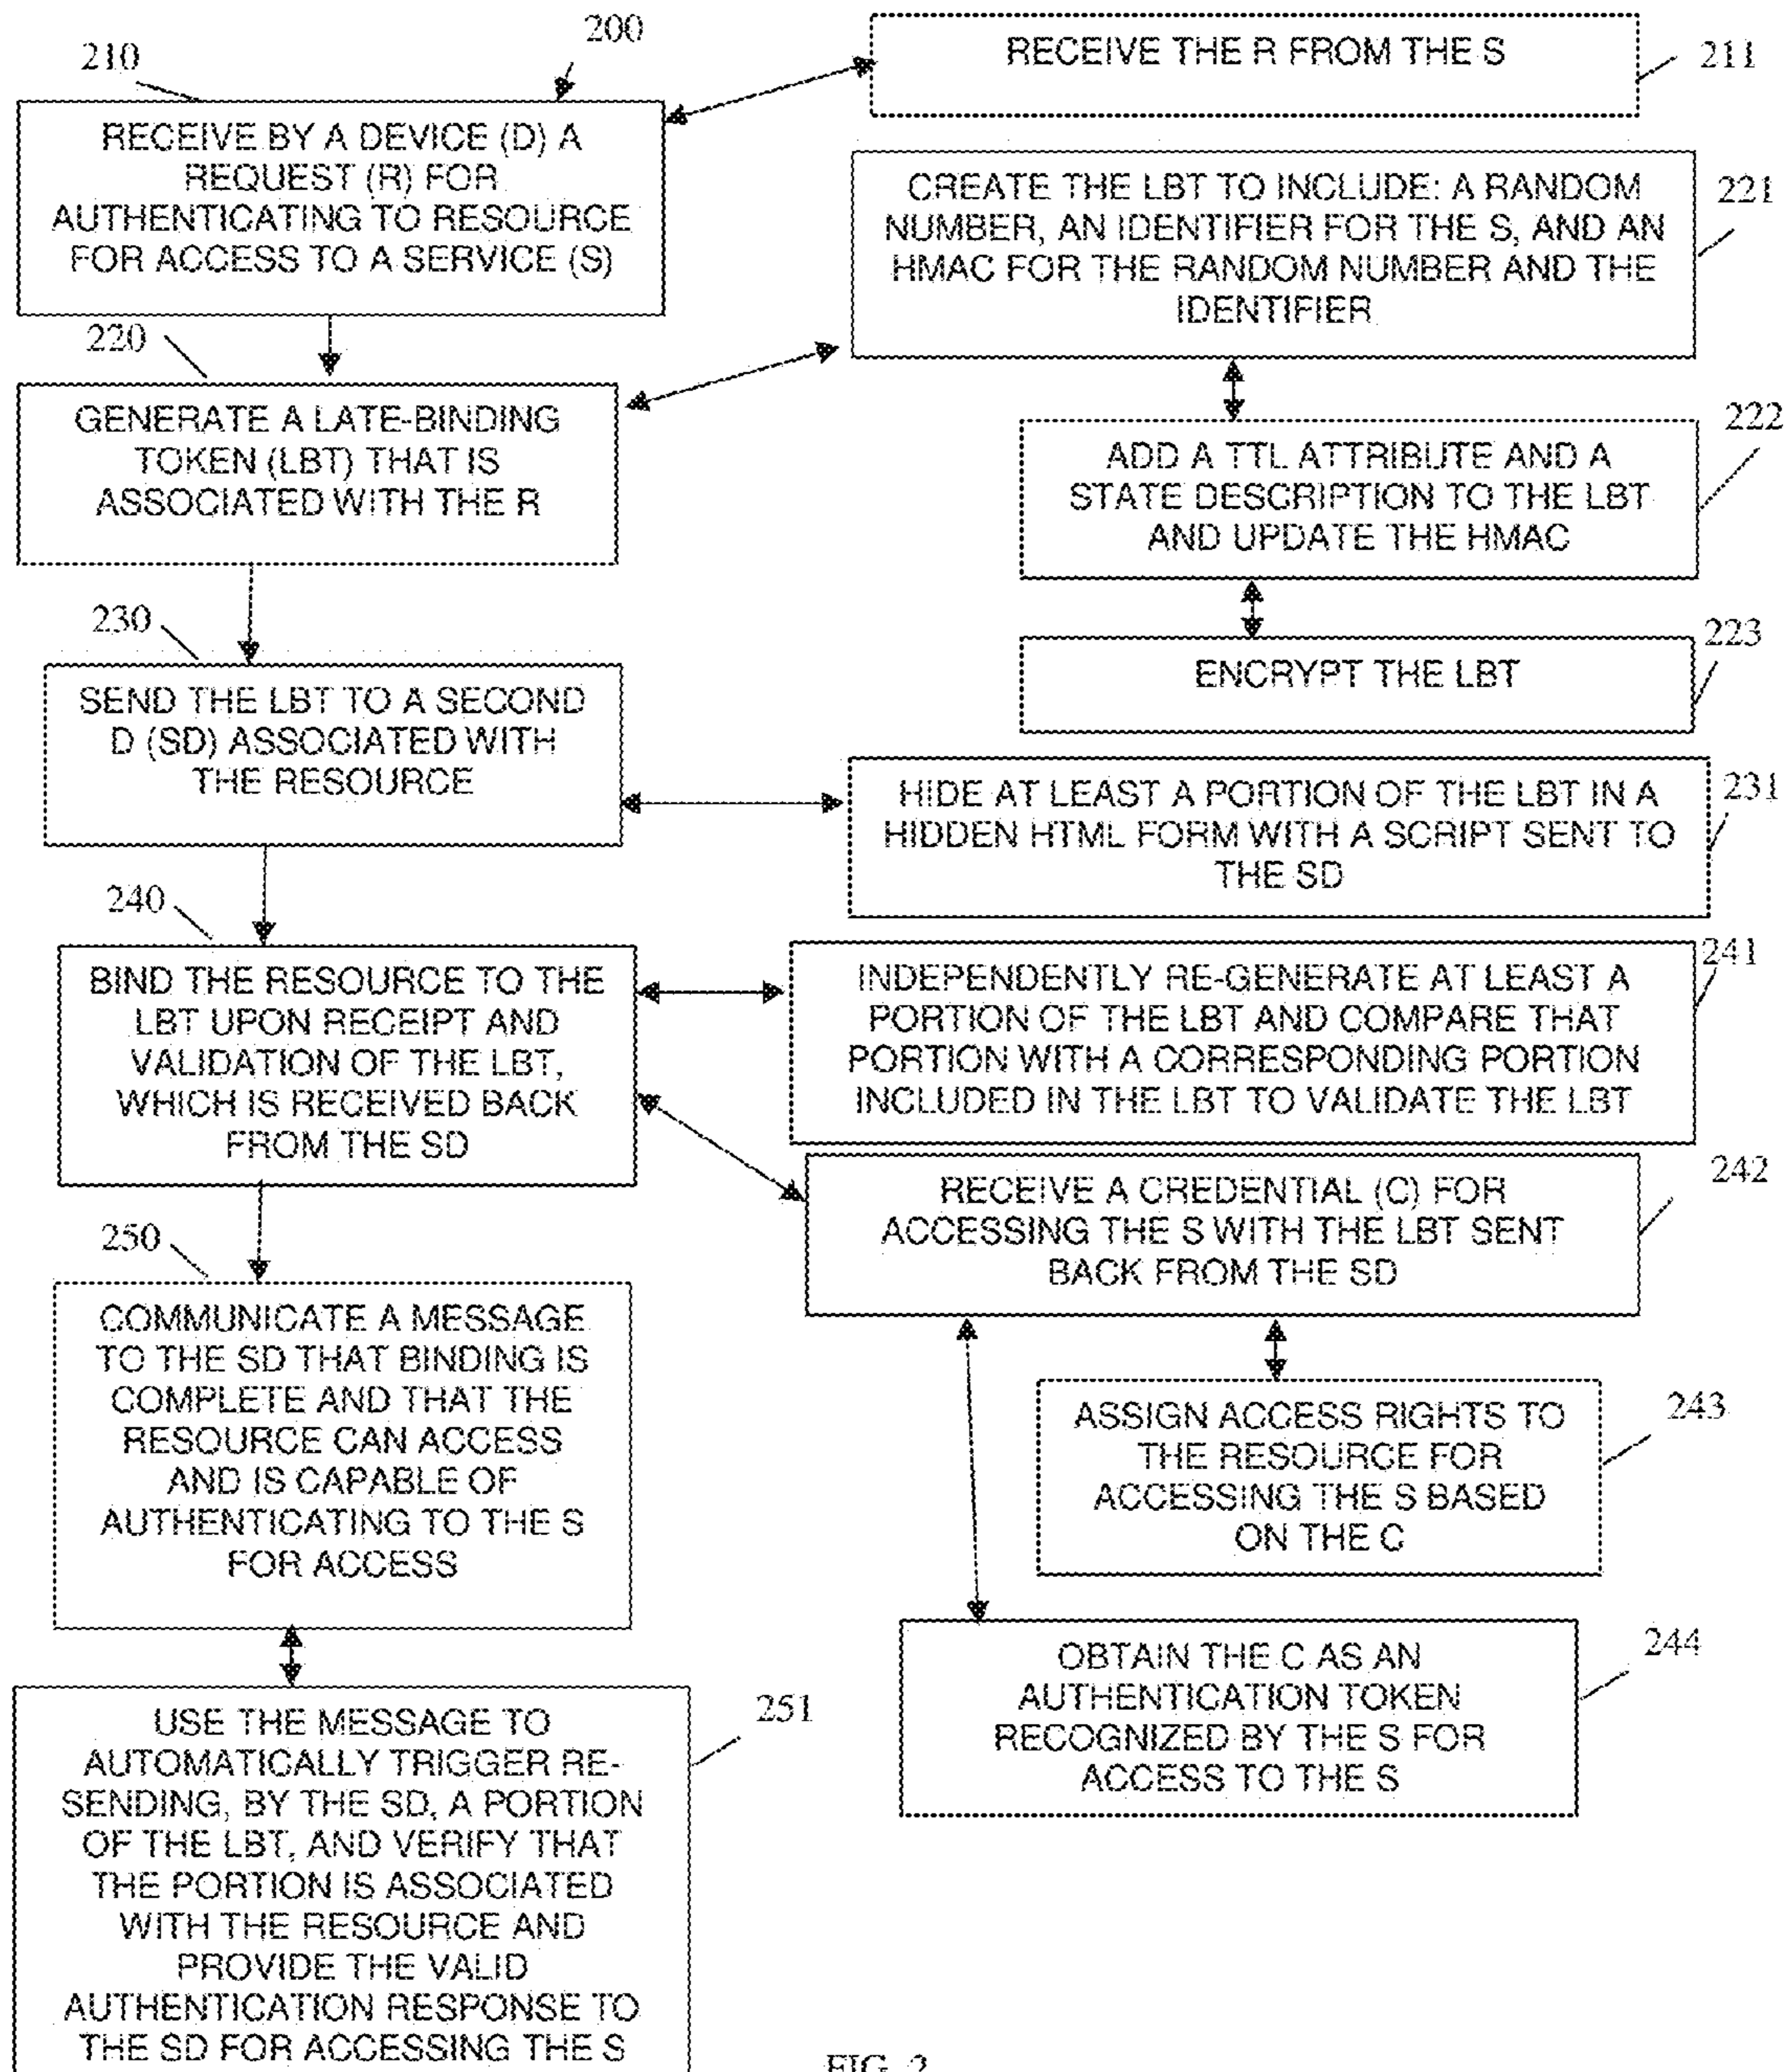 200
210
RECEIVE BY A DEVICE (D) A
REQUEST (R) FOR
AUTHENTICATING TO RESOURCE
FOR ACCESS TO A SERVICE (S)
RECEIVE THE R FROM THE S
211
CREATE THE LBT TO INCLUDE: A RANDOM
NUMBER, AN IDENTIFIER FOR THE S, AND AN
HMAC FOR THE RANDOM NUMBER AND THE
IDENTIFIER
221
220
GENERATE A LATE-BINDING
TOKEN (LBT) THAT IS
ASSOCIATED WITH THE R
ADD A TTL ATTRIBUTE AND A
STATE DESCRIPTION TO THE LBT
AND UPDATE THE HMAC
222
ENCRYPT THE LBT
223
230
SEND THE LBT TO A SECOND
D (SD) ASSOCIATED WITH
THE RESOURCE
HIDE AT LEAST A PORTION OF THE LBT IN A
HIDDEN HTML FORM WITH A SCRIPT SENT TO
THE SD
231
240
BIND THE RESOURCE TO THE
LBT UPON RECEIPT AND
VALIDATION OF THE LBT,
WHICH IS RECEIVED BACK
FROM THE SD
INDEPENDENTLY RE-GENERATE AT LEAST A
PORTION OF THE LBT AND COMPARE THAT
PORTION WITH A CORRESPONDING PORTION
INCLUDED IN THE LBT TO VALIDATE THE LBT
241
RECEIVE A CREDENTIAL (C) FOR
ACCESSING THE S WITH THE LBT SENT
BACK FROM THE SD
242
250
COMMUNICATE A MESSAGE
TO THE SD THAT BINDING IS
COMPLETE AND THAT THE
RESOURCE CAN ACCESS
AND IS CAPABLE OF
AUTHENTICATING TO THE S
FOR ACCESS
ASSIGN ACCESS RIGHTS TO
THE RESOURCE FOR
ACCESSING THE S BASED
ON THE C
243
OBTAIN THE C AS AN
AUTHENTICATION TOKEN
RECOGNIZED BY THE S FOR
ACCESS TO THE S
244
USE THE MESSAGE TO
AUTOMATICALLY TRIGGER RE-
SENDING, BY THE SD, A PORTION
OF THE LBT, AND VERIFY THAT
THE PORTION IS ASSOCIATED
WITH THE RESOURCE AND
PROVIDE THE VALID
AUTHENTICATION RESPONSE TO
THE SD FOR ACCESSING THE S
251
FIG. 2